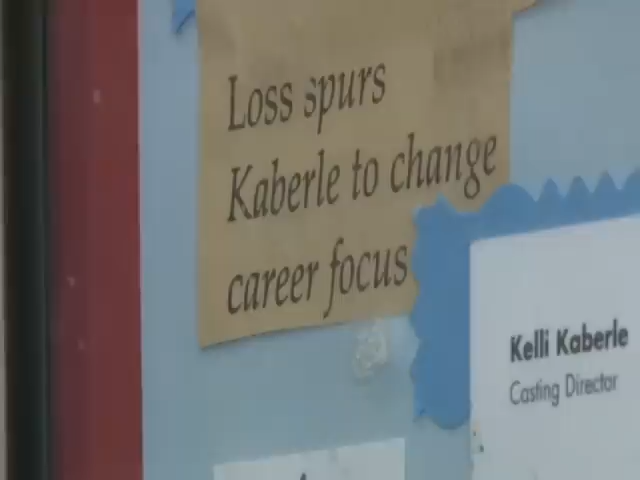 Loss spurs
Kaberle to change
career focus
Kelli Kaberle
Casting Director